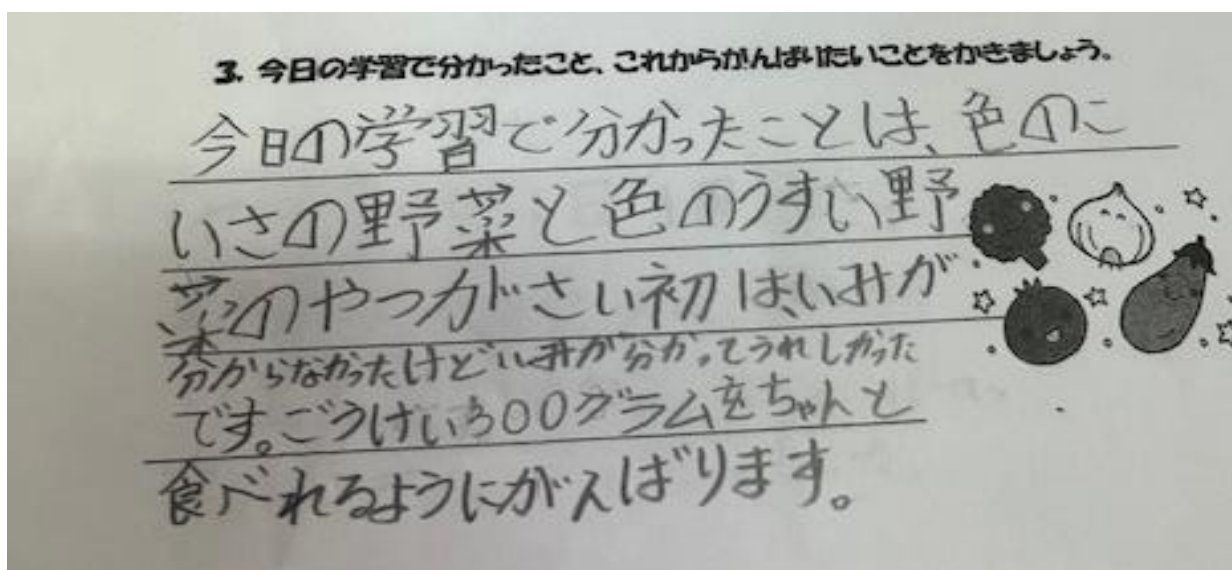 3. 今日の学習で分かったこと、これからがんばりたいことをかきましょう。
今日の学習で分かったことは、色のこ
いさの野菜と色のうすい野
菜のやつがさい初は、いみが
分からなかったけどいみが分かってうれしかった
です。ごうけい300グラムをちゃんと
食べれるようにがんばります。